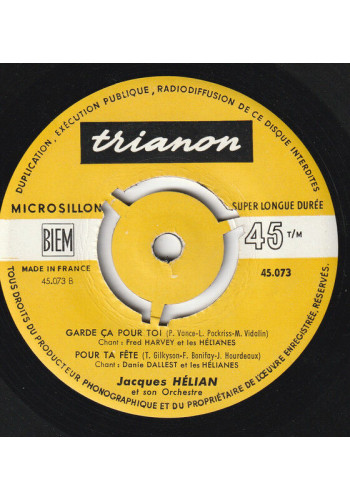 DUPLICATION, EXÉCUTION PUBLIQUE, RADIODIFFUSION DE CE DISQUE INTERDITES
trianon
MICROSILLON
SUPER LONGUE DURÉE
BIEM
45 T/M
MADE IN FRANCE
45.073 B
45.073
GARDE ÇA POUR TOI (P. Vance-L. Pockriss-M. Vidalin)
Chant : Fred HARVEY et les HÉLIANES
POUR TA FÊTE (T. Gilkyson-F. Bonifay-J. Hourdeaux)
Chant : Danie DALLEST et les HÉLIANES
Jacques HÉLIAN
et son Orchestre
TOUS DROITS DU PRODUCTEUR PHONOGRAPHIQUE ET DU PROPRIÉTAIRE DE L'ŒUVRE ENREGISTRÉE, RÉSERVÉS.